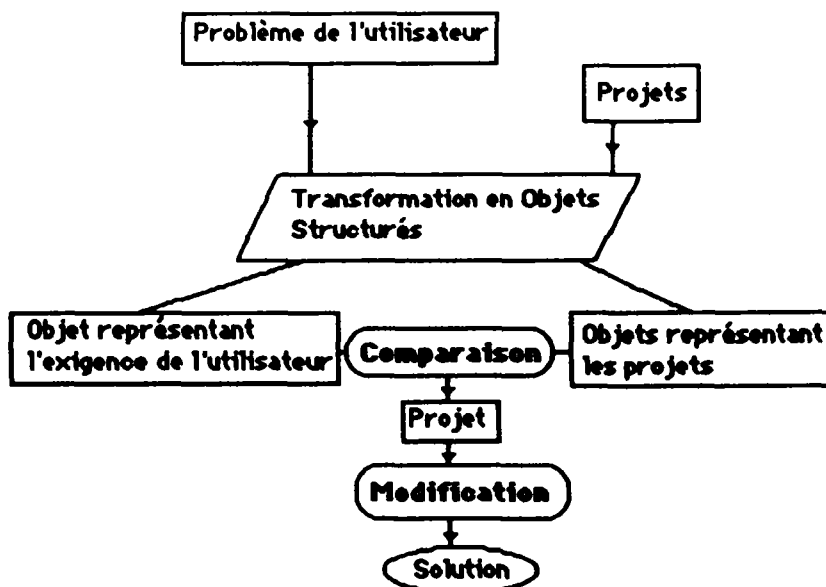 Problème de l'utilisateur
Projets
Transformation en Objets
Structurés
Objet représentant
l'exigence de l'utilisateur
Comparaison
Objets représentant
les projets
Projet
Modification
Solution